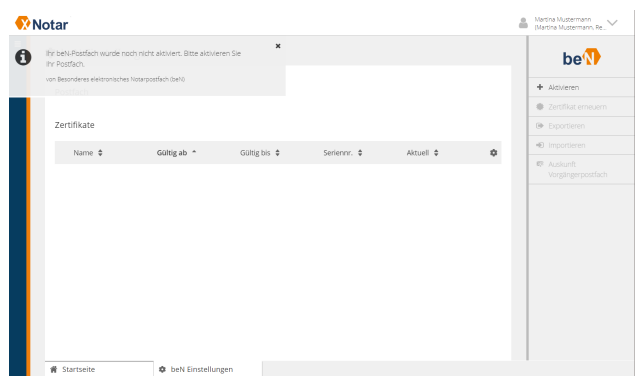 XNotar
Martina Mustermann
(Martina Mustermann, Re...
Ihr beN-Postfach wurde noch nicht aktiviert. Bitte aktivieren Sie
Ihr Postfach.
von Besonderes elektronisches Notarpostfach (beN)
beN
Aktivieren
Zertifikat erneuern
Exportieren
Importieren
Auskunft
Vorgängerpostfach
Zertifikate
Name Gültig ab Gültig bis Seriennr. Aktuell
Startseite beN Einstellungen